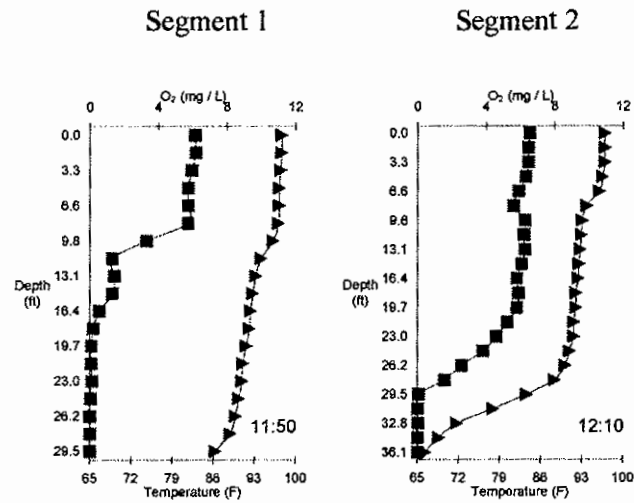 Segment 1
Segment 2
O₂ (mg / L)
0 4 8 12
O₂ (mg / L)
0 4 8 12
0.0
3.3
6.6
9.8
13.1
16.4
19.7
23.0
26.2
29.5
Depth
(ft)
11:50
65 72 79 86 93 100
Temperature (F)
0.0
3.3
6.6
9.8
13.1
16.4
19.7
23.0
26.2
29.5
32.8
36.1
Depth
(ft)
12:10
65 72 79 86 93 100
Temporature (F)